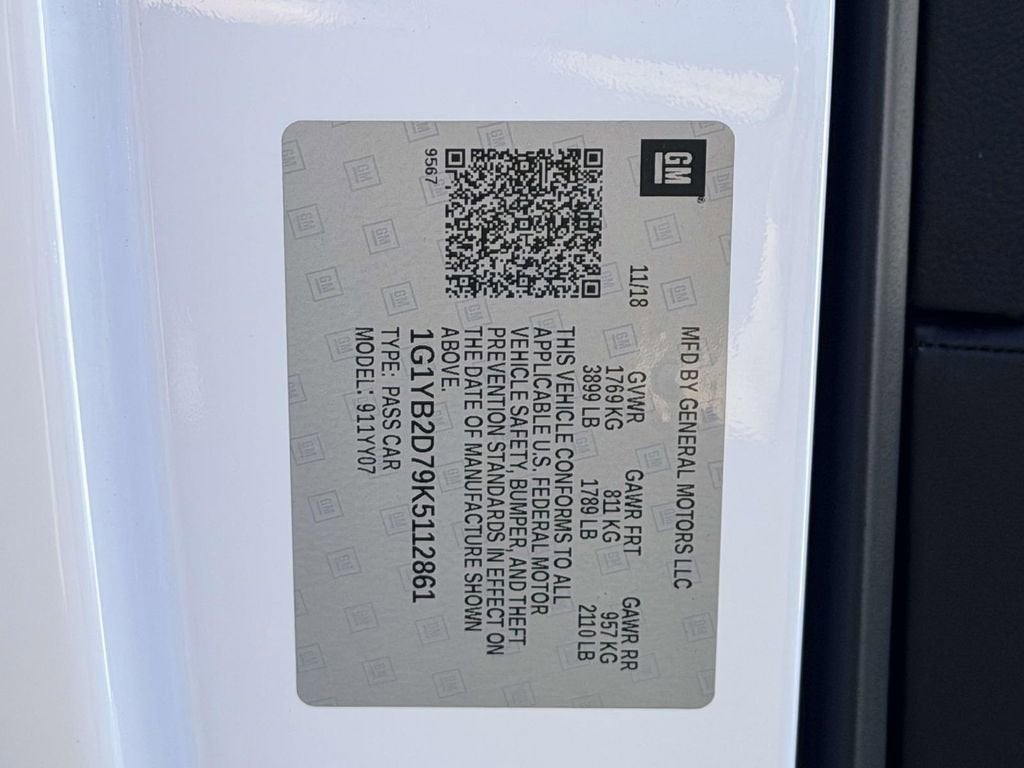 GM
MFD BY GENERAL MOTORS LLC
11/18 GVWR GAWR FRT GAWR RR
1769 KG 811 KG 957 KG
3899 LB 1789 LB 2110 LB
THIS VEHICLE CONFORMS TO ALL
APPLICABLE U.S. FEDERAL MOTOR
VEHICLE SAFETY, BUMPER, AND THEFT
PREVENTION STANDARDS IN EFFECT ON
THE DATE OF MANUFACTURE SHOWN
ABOVE.
9567
1G1YB2D79K5112861
TYPE: PASS CAR
MODEL: 911YY07